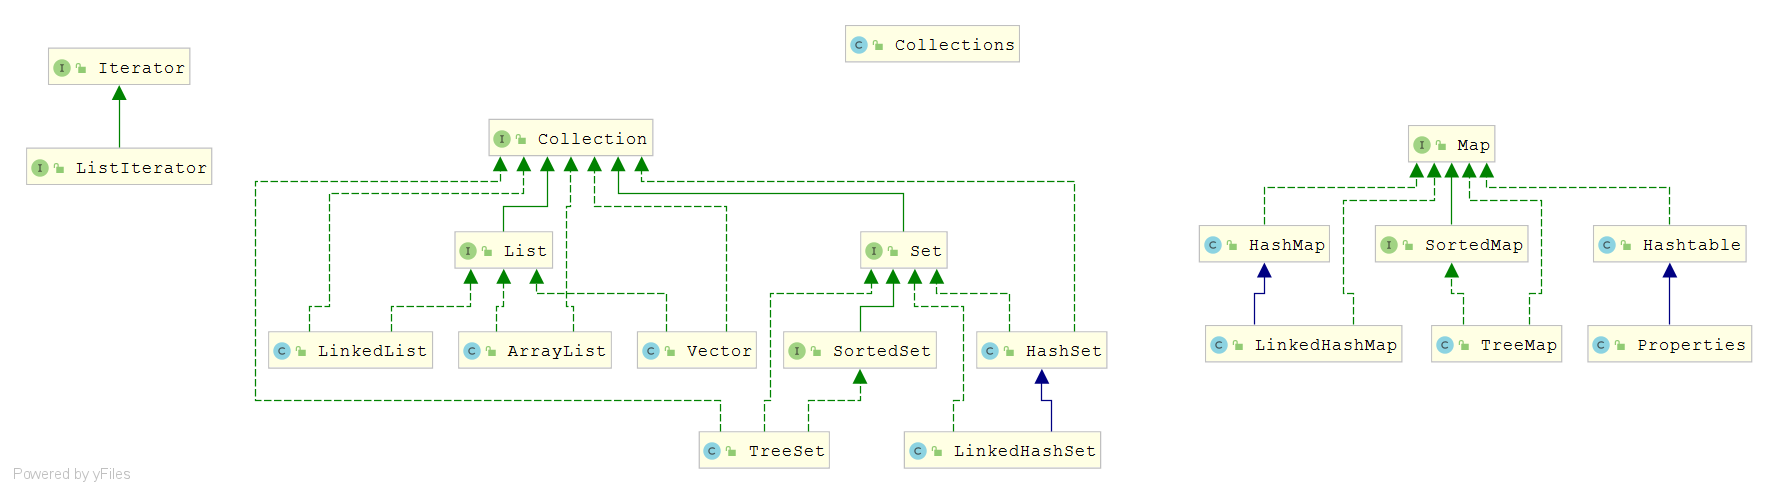 Collections
I Iterator
I Collection
I Map
I ListIterator
C HashMap
I SortedMap
C Hashtable
I List
I Set
C LinkedList
C ArrayList
C Vector
I SortedSet
C HashSet
C LinkedHashMap
C TreeMap
C Properties
C TreeSet
C LinkedHashSet
Powered by yFiles